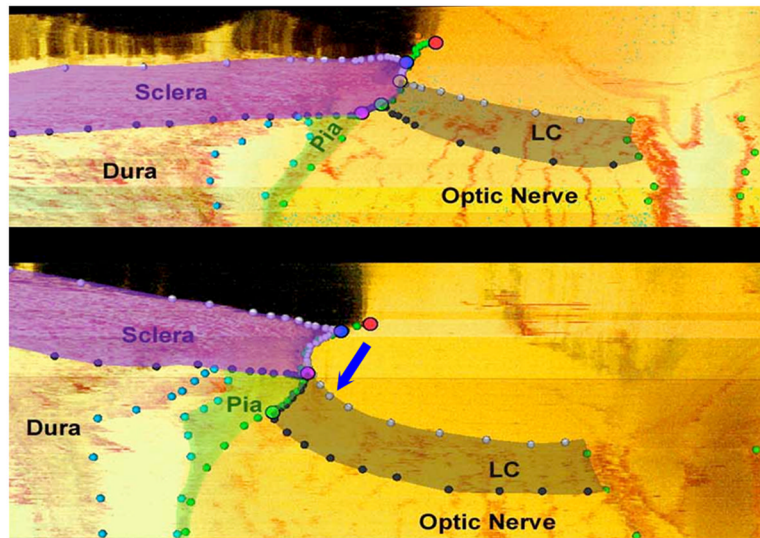 Sclera
Pia
LC
Dura
Optic Nerve
Sclera
Pia
Dura
LC
Optic Nerve